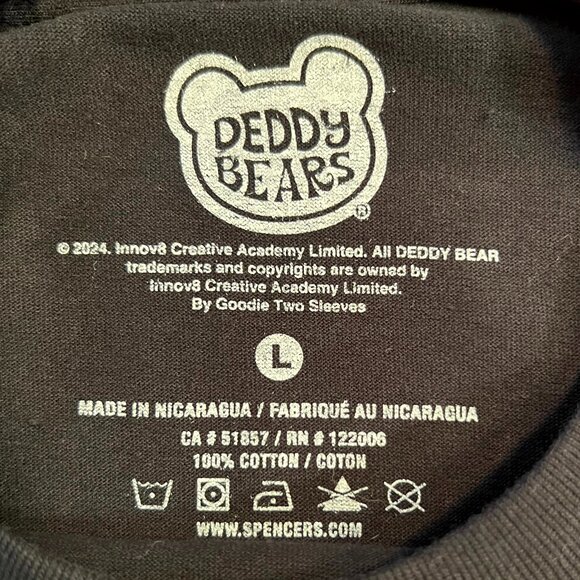 DEDDY
BEARS
®
© 2024. Innov8 Creative Academy Limited. All DEDDY BEAR
trademarks and copyrights are owned by
Innov8 Creative Academy Limited.
By Goodie Two Sleeves
L
MADE IN NICARAGUA / FABRIQUÉ AU NICARAGUA
CA # 51857 / RN # 122006
100% COTTON / COTON
WWW.SPENCERS.COM